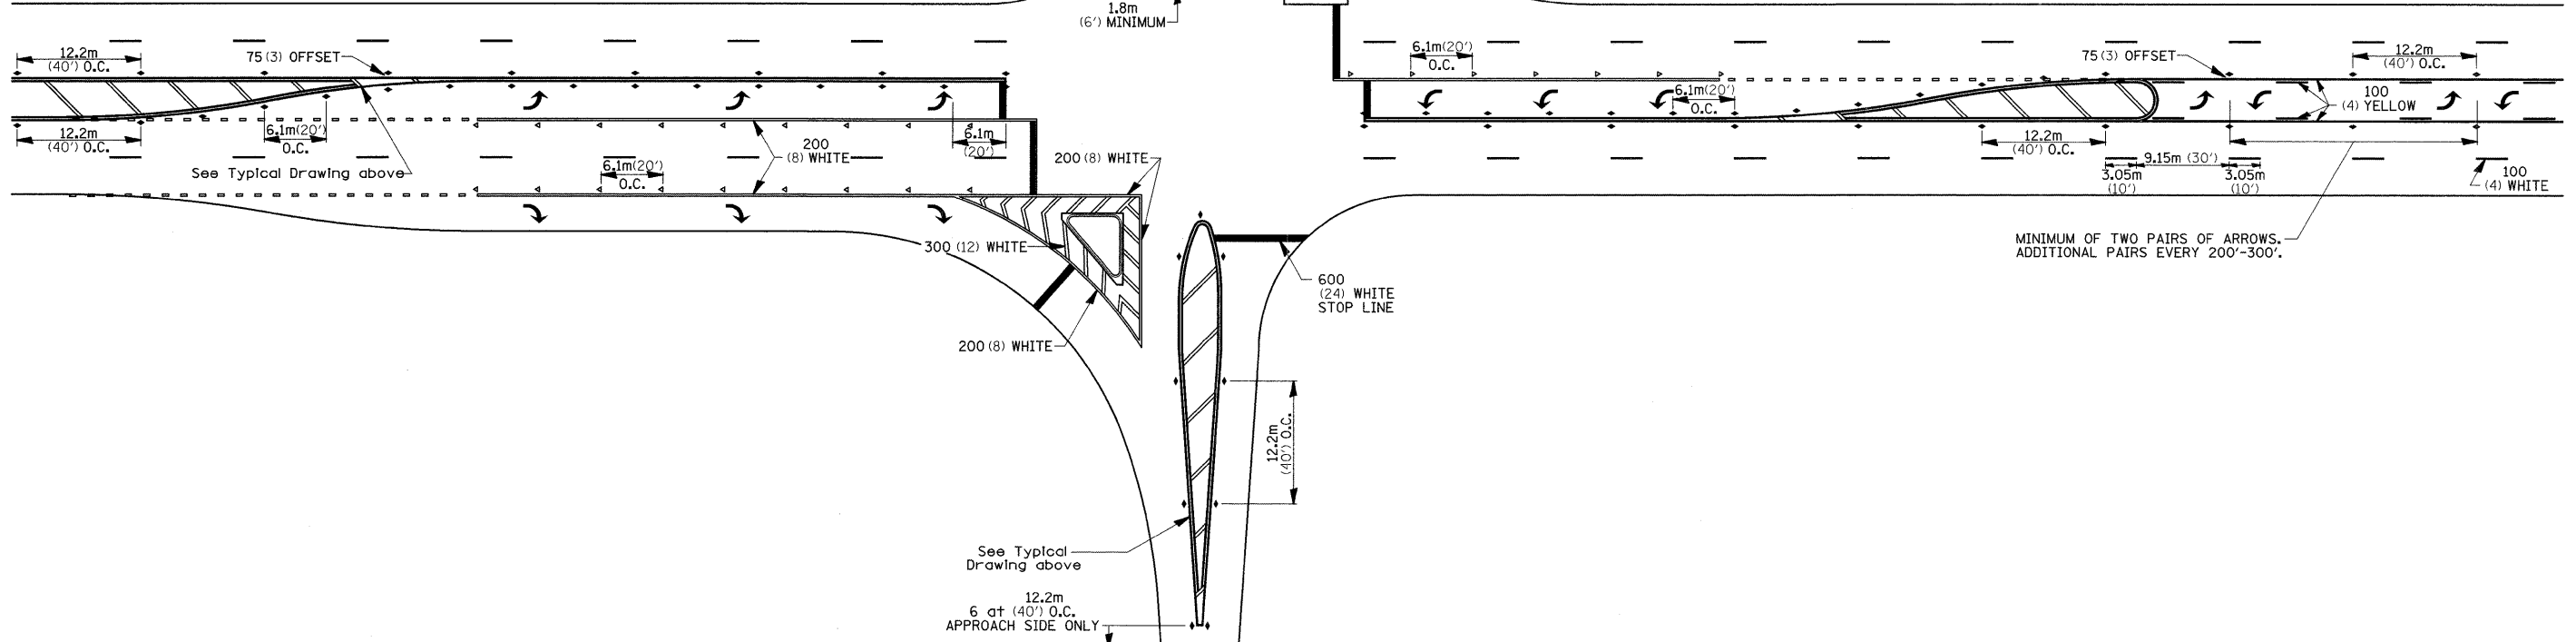 1.8m
(6') MINIMUM
12.2m
(40') O.C.
75 (3) OFFSET
6.1m(20')
O.C.
75 (3) OFFSET
12.2m
(40') O.C.
12.2m
(40') O.C.
6.1m(20')
O.C.
See Typical Drawing above
6.1m(20')
O.C.
200
(8) WHITE
6.1m
(20')
200 (8) WHITE
6.1m(20')
O.C.
100
(4) YELLOW
12.2m
(40') O.C.
9.15m (30')
3.05m
(10')
3.05m
(10')
100
(4) WHITE
300 (12) WHITE
200 (8) WHITE
600
(24) WHITE
STOP LINE
MINIMUM OF TWO PAIRS OF ARROWS.
ADDITIONAL PAIRS EVERY 200'-300'.
12.2m
(40') O.C.
See Typical
Drawing above
12.2m
6 at (40') O.C.
APPROACH SIDE ONLY